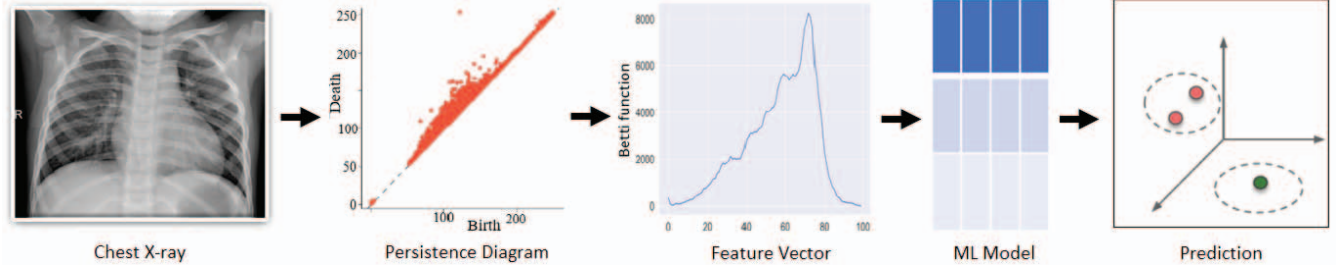 R
250
200
150
100
50
0
Death
100
200
Birth
8000
6000
4000
2000
0
Betti function
0
20
40
60
80
100
Chest X-ray
Persistence Diagram
Feature Vector
ML Model
Prediction